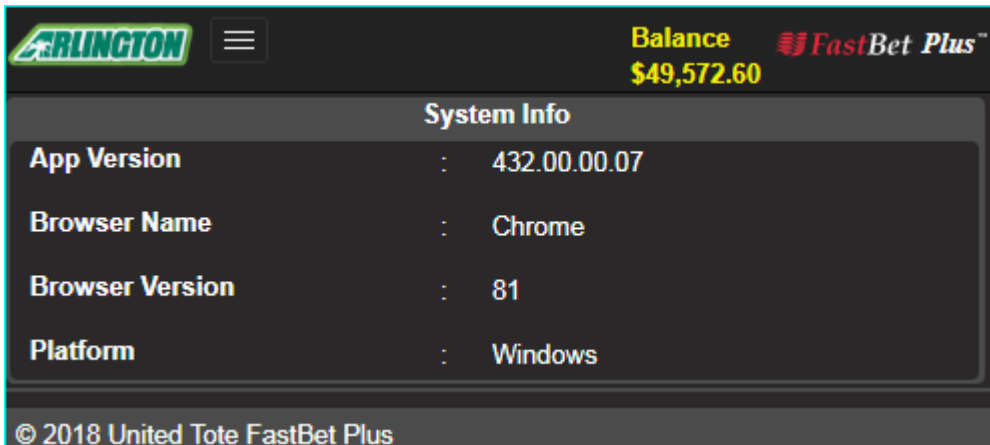 ARLINGTON
Balance
$49,572.60
FastBet Plus™
System Info
App Version : 432.00.00.07
Browser Name : Chrome
Browser Version : 81
Platform : Windows
© 2018 United Tote FastBet Plus